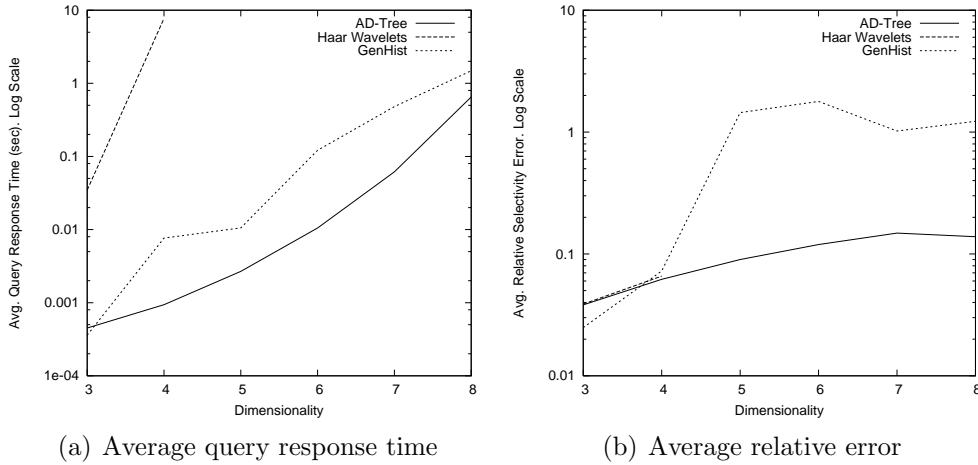 Avg. Query Response Time (sec). Log Scale
10
1
0.1
0.01
0.001
1e-04
3 4 5 6 7 8
Dimensionality
AD-Tree
Haar Wavelets
GenHist
(a) Average query response time
Avg. Relative Selectivity Error. Log Scale
10
1
0.1
0.01
3 4 5 6 7 8
Dimensionality
AD-Tree
Haar Wavelets
GenHist
(b) Average relative error